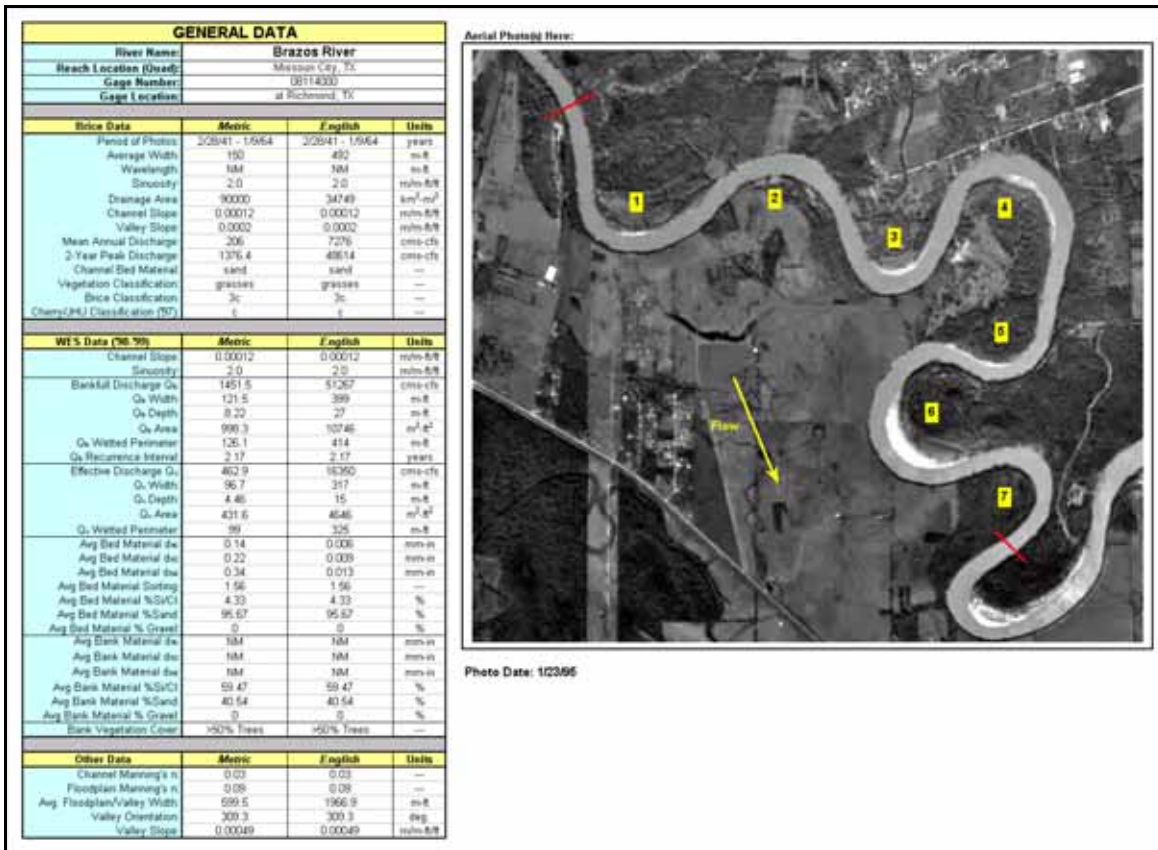 GENERAL DATA
River Name: Brazos River
Reach Location (Quad): Missouri City, TX
Gage Number: 08114000
Gage Location: at Richmond, TX
Brice Data Metric English Units
Period of Photos: 2/28/41 - 1/9/64 2/28/41 - 1/9/64 years
Average Width: 150 492 m-ft
Wavelength: NM NM m-ft
Sinuosity: 2.0 2.0 m/m-ft/ft
Drainage Area: 90000 34749 km²-mi²
Channel Slope: 0.00012 0.00012 m/m-ft/ft
Valley Slope: 0.0002 0.0002 m/m-ft/ft
Mean Annual Discharge: 206 7276 cms-cfs
2-Year Peak Discharge: 1376.4 48614 cms-cfs
Channel Bed Material: sand sand ---
Vegetation Classification: grasses grasses ---
Brice Classification: 3c 3c ---
Cherry/JHU Classification ('97) c c ---
WES Data ('98-'99) Metric English Units
Channel Slope: 0.00012 0.00012 m/m-ft/ft
Sinuosity: 2.0 2.0 m/m-ft/ft
Bankfull Discharge Q 1451.5 51267 cms-cfs
Q Width: 121.5 399 m-ft
Q Depth: 8.22 27 m-ft
Q Area: 998.3 10746 m²-ft²
Q Wetted Perimeter: 126.1 414 m-ft
Q Recurrence Interval: 2.17 2.17 years
Effective Discharge Q 462.9 16350 cms-cfs
Q Width: 96.7 317 m-ft
Q Depth: 4.46 15 m-ft
Q Area: 431.6 4646 m²-ft²
Q Wetted Perimeter: 99 325 m-ft
Avg Bed Material 0.14 0.006 mm-in
Avg Bed Material 0.22 0.009 mm-in
Avg Bed Material 0.34 0.013 mm-in
Avg Bed Material Sorting: 1.56 1.56 ---
Avg Bed Material %Si/Cl: 4.33 4.33 %
Avg Bed Material %Sand: 95.67 95.67 %
Avg Bed Material % Gravel: 0 0 %
Avg Bank Material NM NM mm-in
Avg Bank Material NM NM mm-in
Avg Bank Material NM NM mm-in
Avg Bank Material %Si/Cl: 59.47 59.47 %
Avg Bank Material %Sand: 40.54 40.54 %
Avg Bank Material % Gravel: 0 0 %
Bank Vegetation Cover: >50% Trees >50% Trees ---
Other Data Metric English Units
Channel Manning's n: 0.03 0.03 ---
Floodplain Manning's n: 0.09 0.09 ---
Avg. Floodplain/Valley Width: 599.5 1966.9 m-ft
Valley Orientation: 309.3 309.3 deg.
Valley Slope: 0.00049 0.00049 m/m-ft/ft
Aerial Photo(s) Here:
1
2
3
4
5
6
7
Flow
Photo Date: 1/23/95